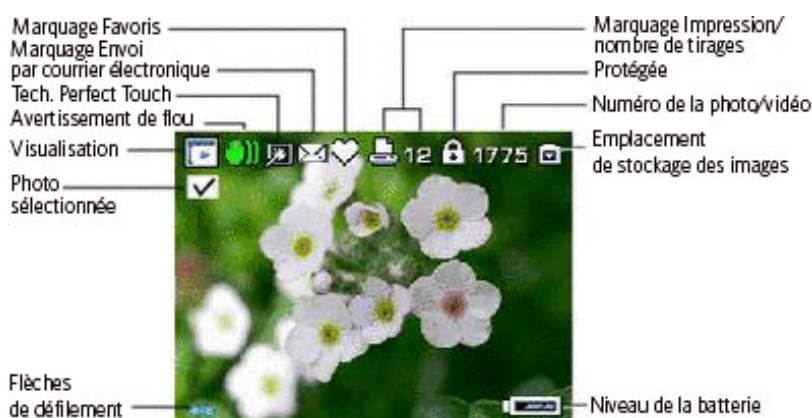 Marquage Favoris
Marquage Envoi
par courrier électronique
Tech. Perfect Touch
Avertissement de flou
Visualisation
Photo
sélectionnée
Flèches
de défilement
Marquage Impression/
nombre de tirages
Protégée
Numéro de la photo/vidéo
Emplacement
de stockage des images
Niveau de la batterie
12 1775